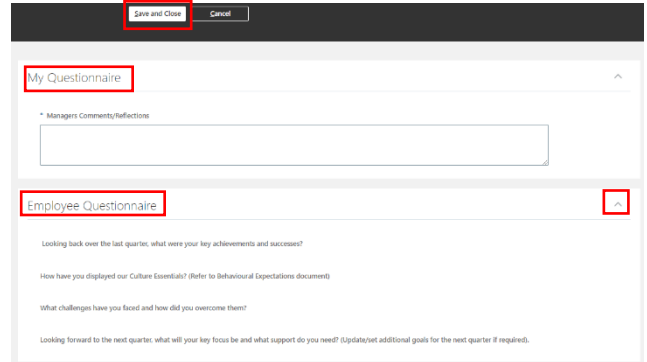 Save and Close Cancel
My Questionnaire
* Managers Comments/Reflections
Employee Questionnaire
Looking back over the last quarter, what were your key achievements and successes?
How have you displayed our Culture Essentials? (Refer to Behavioural Expectations document)
What challenges have you faced and how did you overcome them?
Looking forward to the next quarter, what will your key focus be and what support do you need? (Update/set additional goals for the next quarter if required).